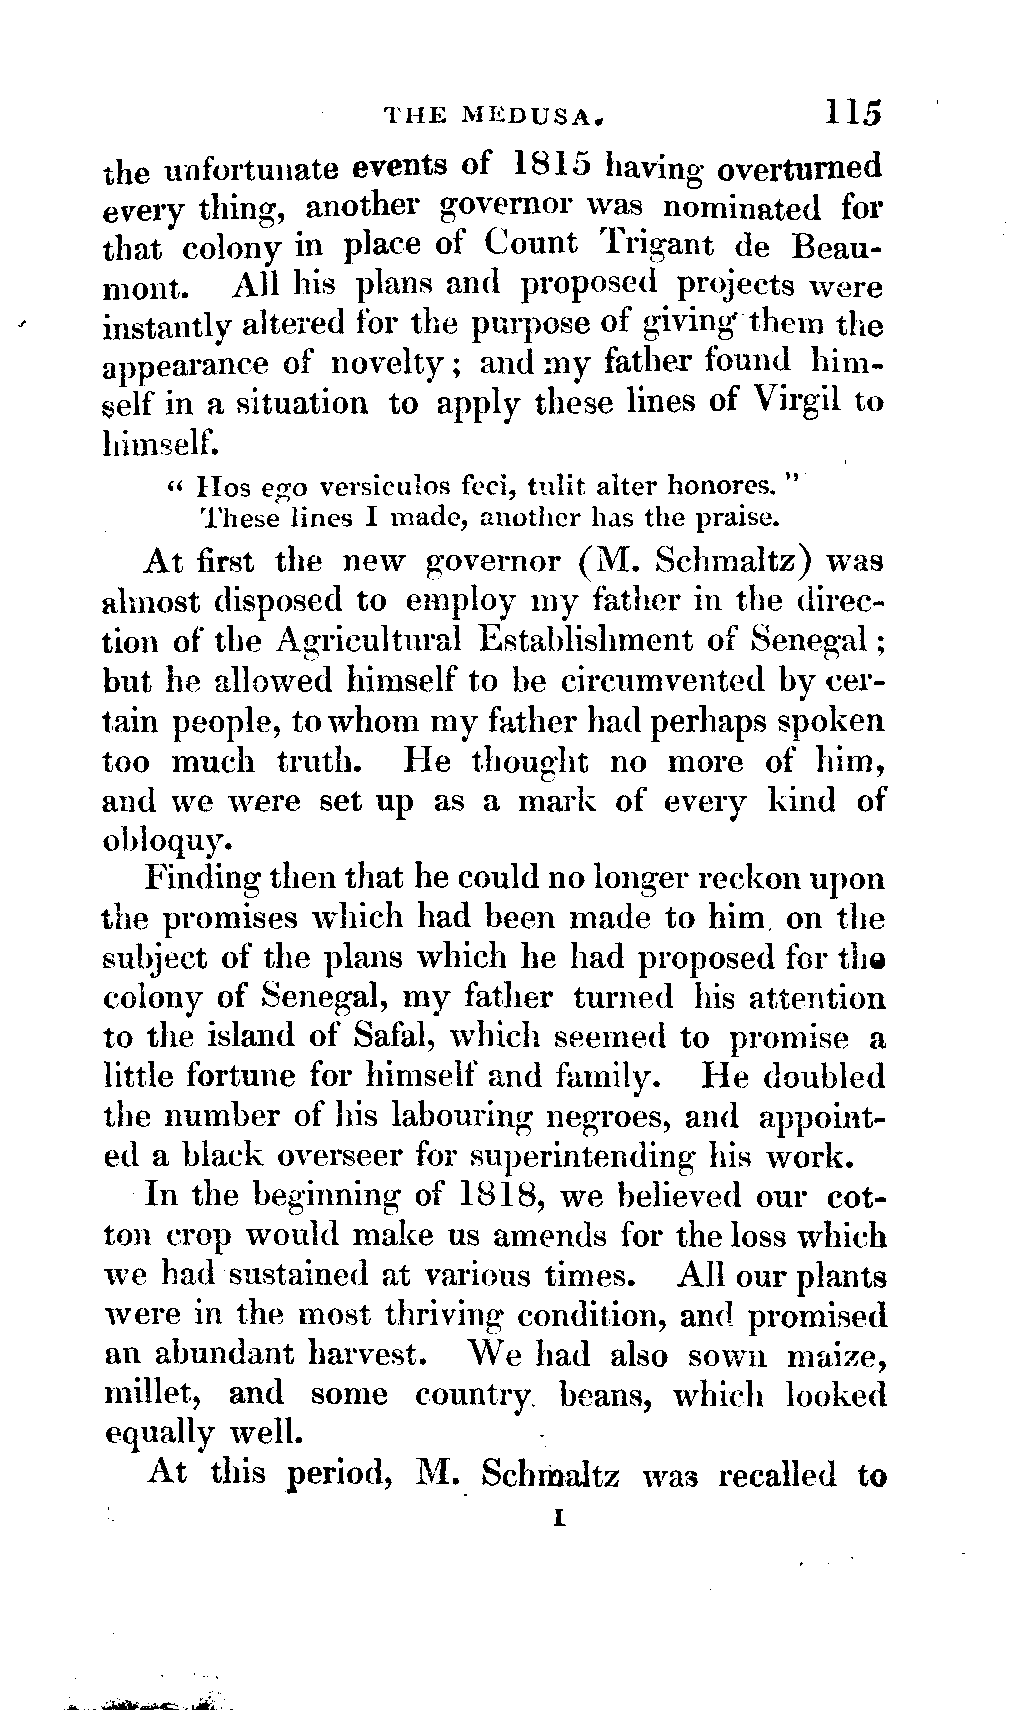 THE MEDUSA. 115
the unfortunate events of 1815 having overturned
every thing, another governor was nominated for
that colony in place of Count Trigant de Beau-
mont. All his plans and proposed projects were
instantly altered for the purpose of giving them the
appearance of novelty; and my father found him-
self in a situation to apply these lines of Virgil to
himself.
“ Hos ego versiculos feci, tulit alter honores. ”
These lines I made, another has the praise.
At first the new governor (M. Schmaltz) was
almost disposed to employ my father in the direc-
tion of the Agricultural Establishment of Senegal;
but he allowed himself to be circumvented by cer-
tain people, to whom my father had perhaps spoken
too much truth. He thought no more of him,
and we were set up as a mark of every kind of
obloquy.
Finding then that he could no longer reckon upon
the promises which had been made to him, on the
subject of the plans which he had proposed for the
colony of Senegal, my father turned his attention
to the island of Safal, which seemed to promise a
little fortune for himself and family. He doubled
the number of his labouring negroes, and appoint-
ed a black overseer for superintending his work.
In the beginning of 1818, we believed our cot-
ton crop would make us amends for the loss which
we had sustained at various times. All our plants
were in the most thriving condition, and promised
an abundant harvest. We had also sown maize,
millet, and some country beans, which looked
equally well.
At this period, M. Schmaltz was recalled to
I